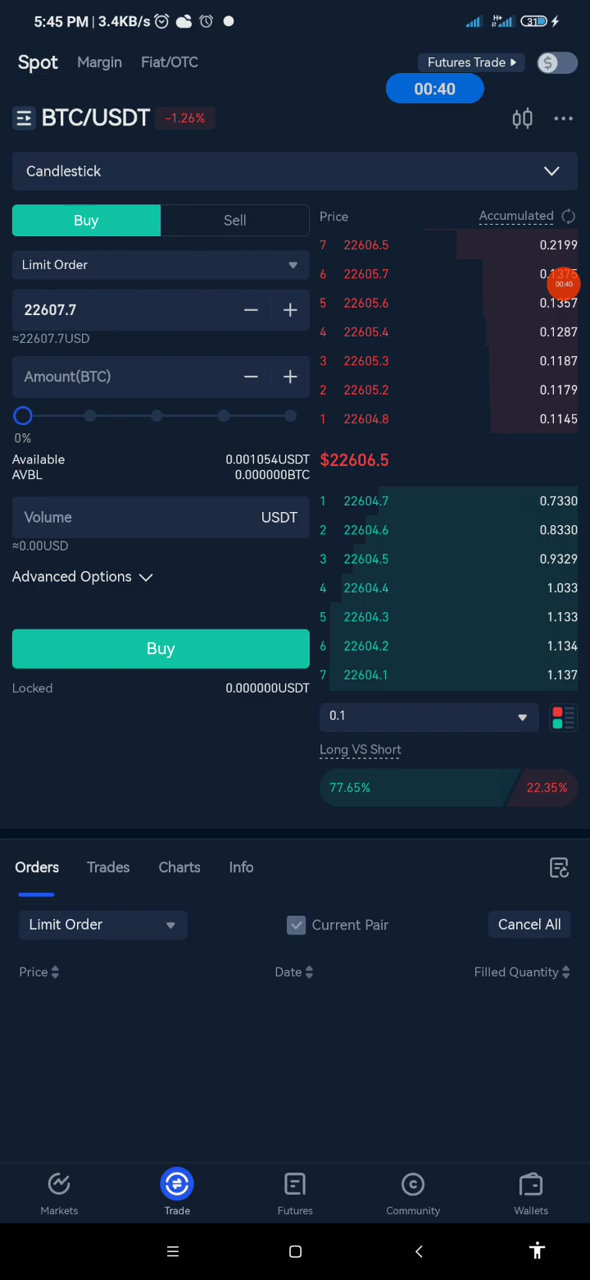 5:45 PM | 3.4KB/s
H+
31
Spot Margin Fiat/OTC Futures Trade
00:40
BTC/USDT -1.26%
Candlestick
Buy Sell
Limit Order
22607.7
≈22607.7USD
Amount(BTC)
0%
Available 0.001054USDT
AVBL 0.000000BTC
Volume USDT
≈0.00USD
Advanced Options
Buy
Locked 0.000000USDT
Price Accumulated
7 22606.5 0.2199
6 22605.7 0.1375
00:40
5 22605.6 0.1357
4 22605.4 0.1287
3 22605.3 0.1187
2 22605.2 0.1179
1 22604.8 0.1145
$22606.5
1 22604.7 0.7330
2 22604.6 0.8330
3 22604.5 0.9329
4 22604.4 1.033
5 22604.3 1.133
6 22604.2 1.134
7 22604.1 1.137
0.1
Long VS Short
77.65% 22.35%
Orders Trades Charts Info
Limit Order Current Pair Cancel All
Price Date Filled Quantity
Markets Trade Futures Community Wallets